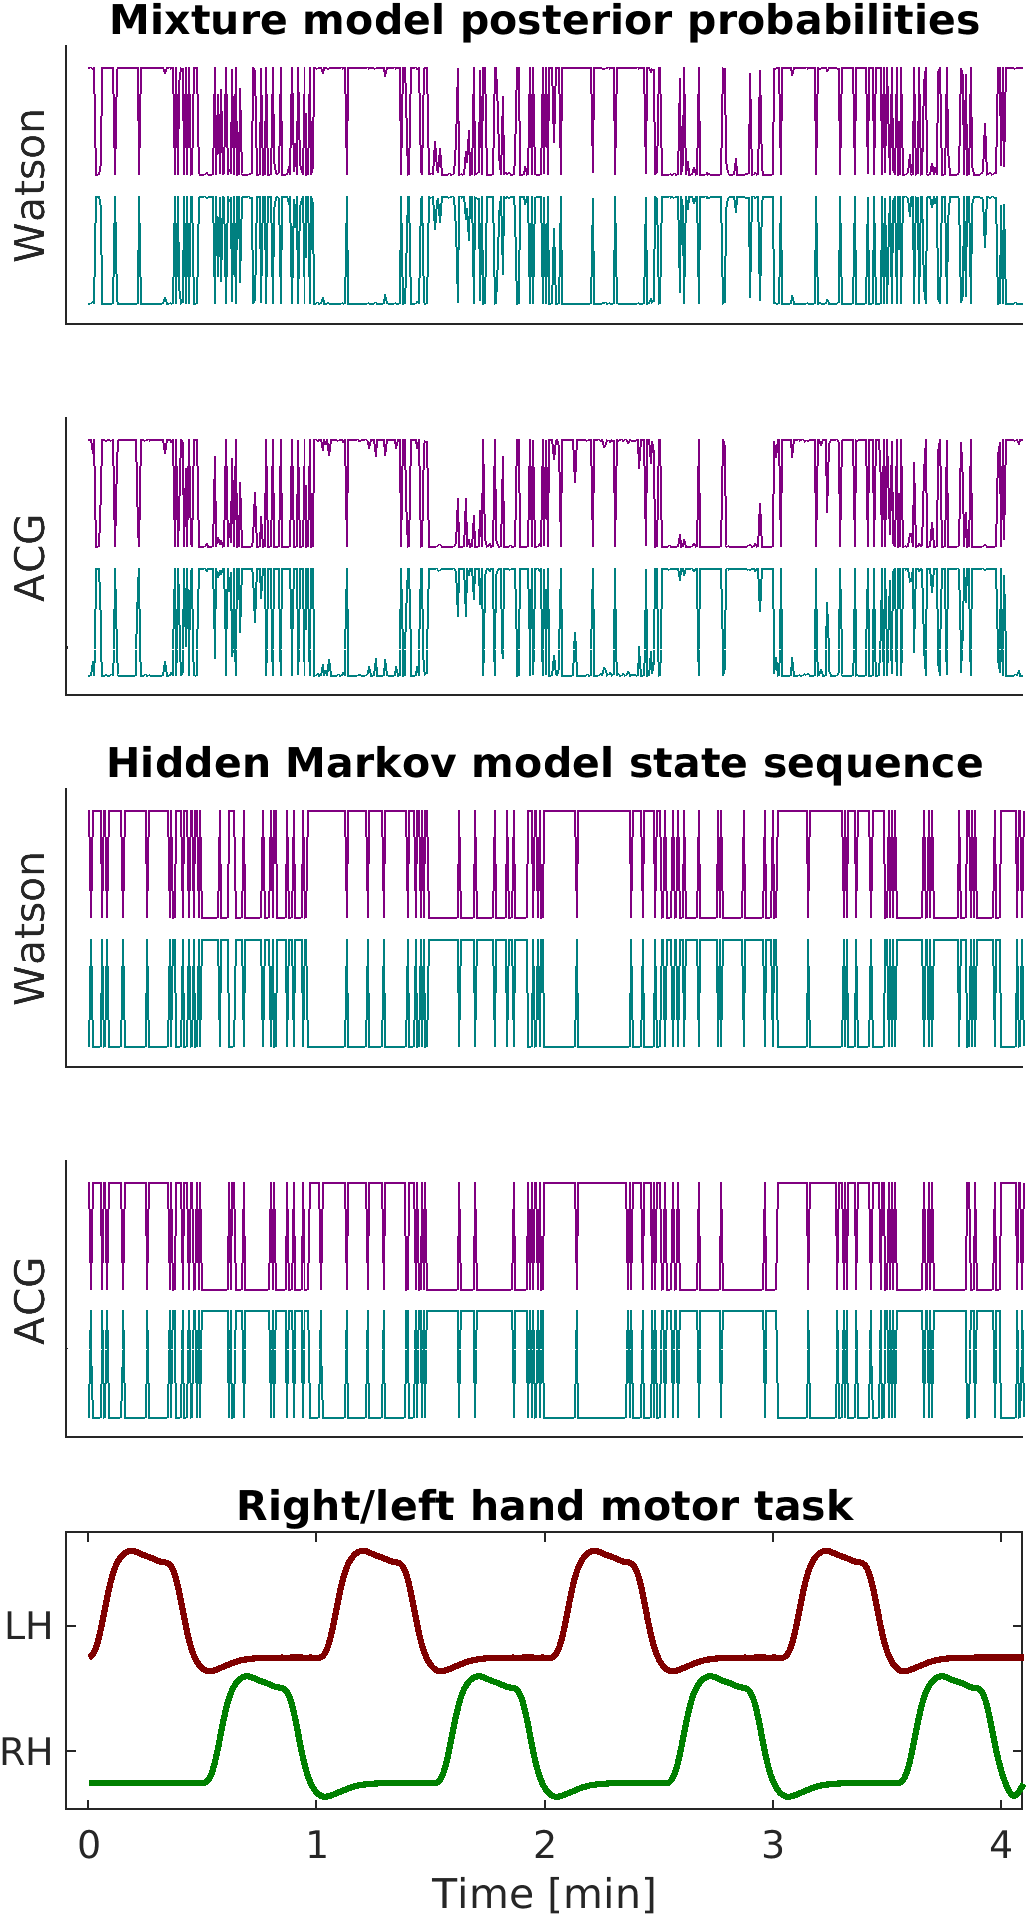 Mixture model posterior probabilities
Watson
ACG
Hidden Markov model state sequence
Watson
ACG
Right/left hand motor task
LH
RH
0 1 2 3 4
Time [min]